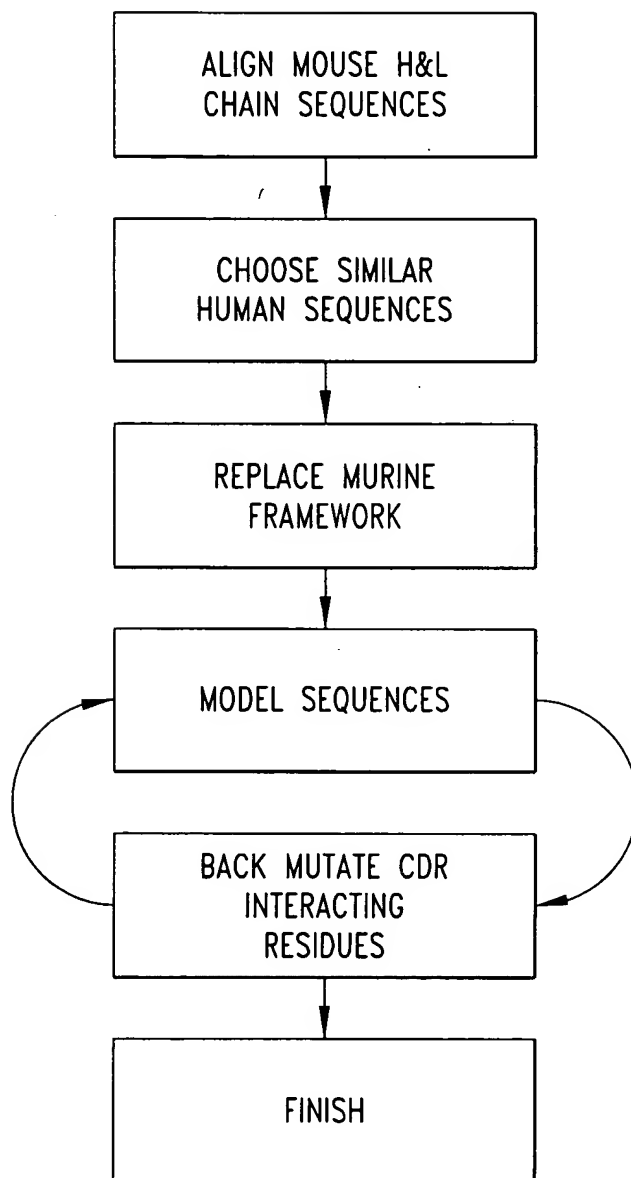 ALIGN MOUSE H&L
CHAIN SEQUENCES
CHOOSE SIMILAR
HUMAN SEQUENCES
REPLACE MURINE
FRAMEWORK
MODEL SEQUENCES
BACK MUTATE CDR
INTERACTING
RESIDUES
FINISH